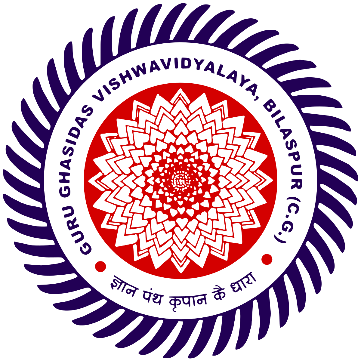 GURU GHASIDAS VISHWAVIDYALAYA, BILASPUR (C.G.)
ज्ञान पंथ कृपान कै धारा